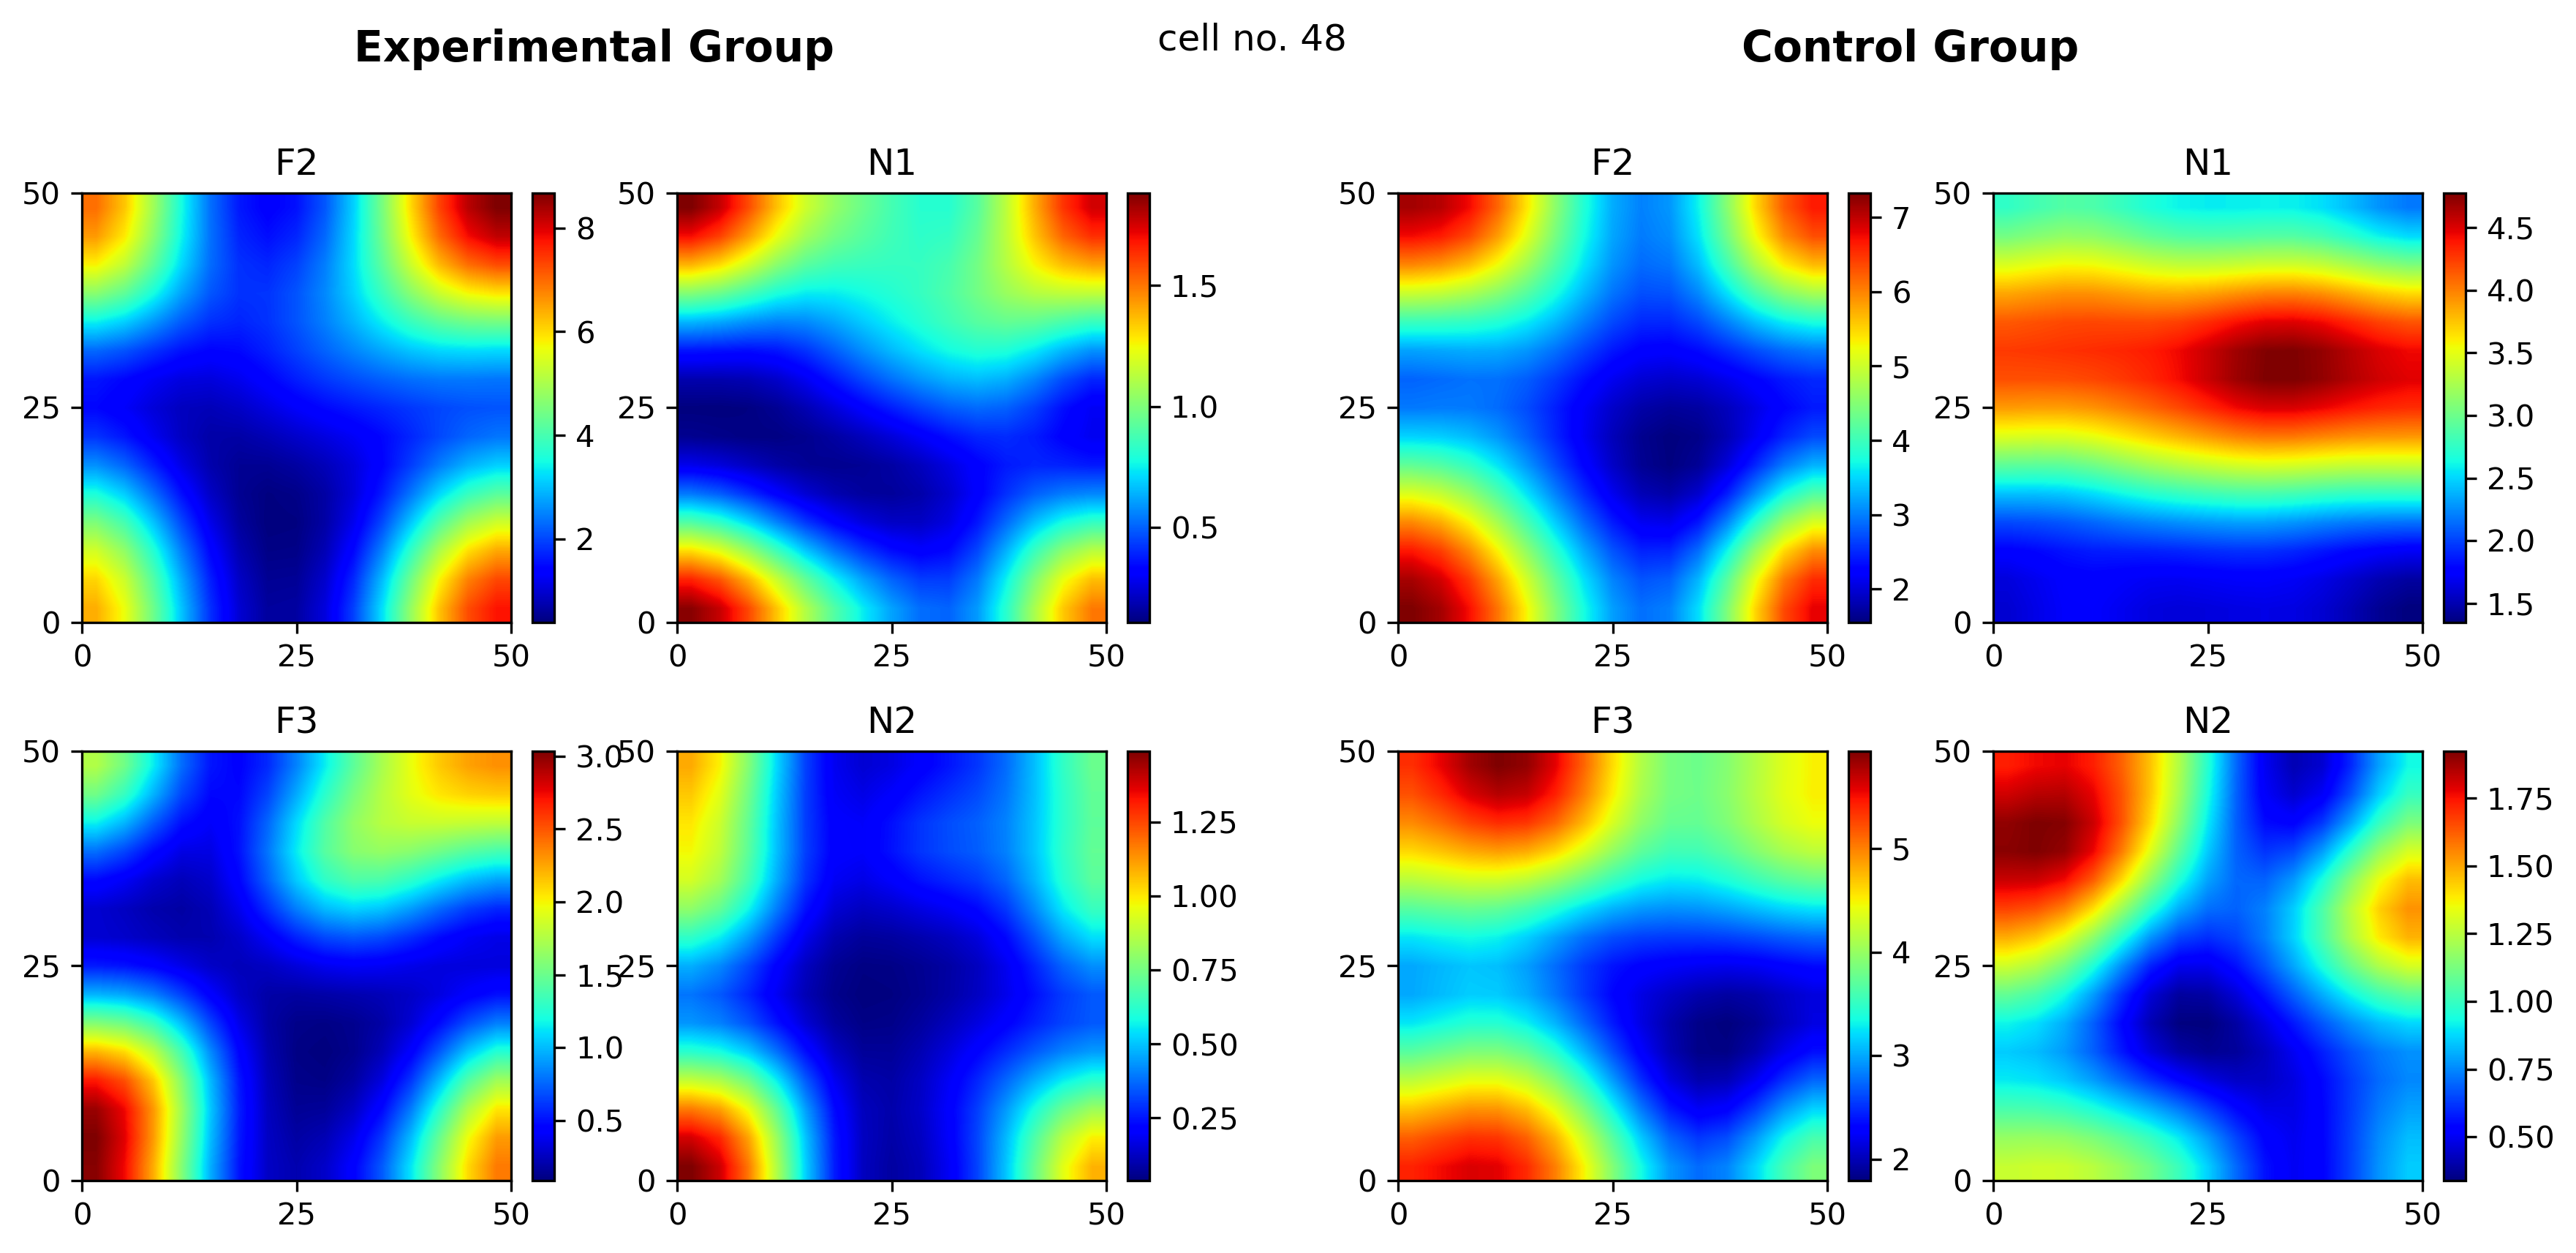 Experimental Group cell no. 48 Control Group
F2 N1 F2 N1
50 50 50 50
25 25 25 25
0 0 0 0
0 25 50 0 25 50 0 25 50 0 25 50
8 6 4 2
1.5 1.0 0.5
7 6 5 4 3 2
4.5 4.0 3.5 3.0 2.5 2.0 1.5
F3 N2 F3 N2
50 50 50 50
25 25 25 25
0 0 0 0
0 25 50 0 25 50 0 25 50 0 25 50
3.0 2.5 2.0 1.5 1.0 0.5
1.25 1.00 0.75 0.50 0.25
5 4 3 2
1.75 1.50 1.25 1.00 0.75 0.50